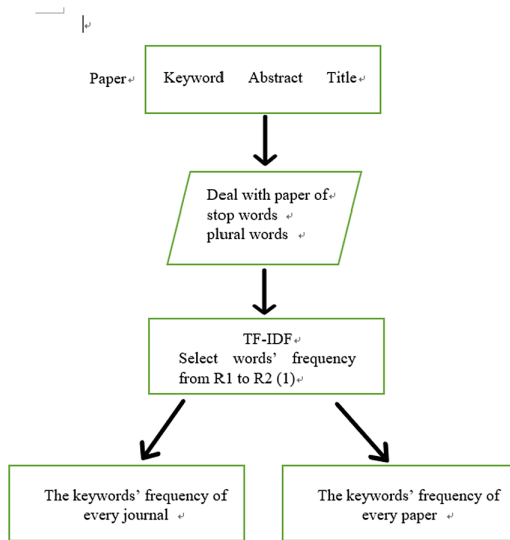 Paper Keyword Abstract Title
Deal with paper of
stop words
plural words
TF-IDF
Select words' frequency
from R1 to R2 (1)
The keywords' frequency of
every journal
The keywords' frequency of
every paper